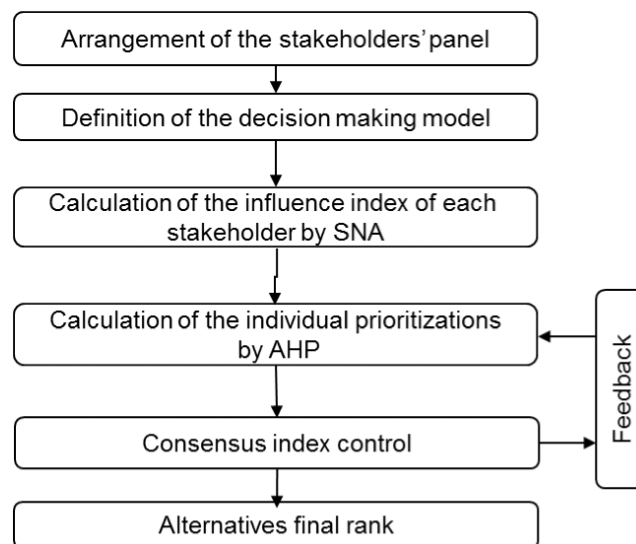 Arrangement of the stakeholders’ panel
Definition of the decision making model
Calculation of the influence index of each
stakeholder by SNA
Calculation of the individual prioritizations
by AHP
Feedback
Consensus index control
Alternatives final rank